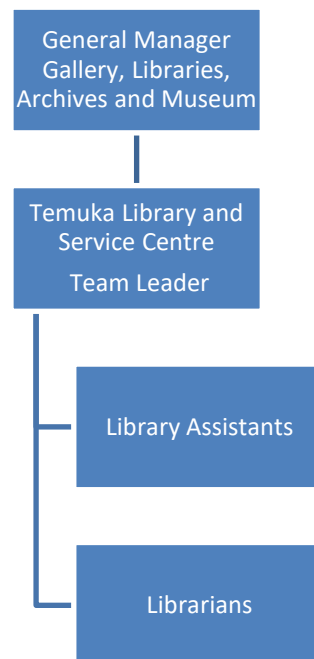 General Manager
Gallery, Libraries,
Archives and Museum
Temuka Library and
Service Centre
Team Leader
Library Assistants
Librarians